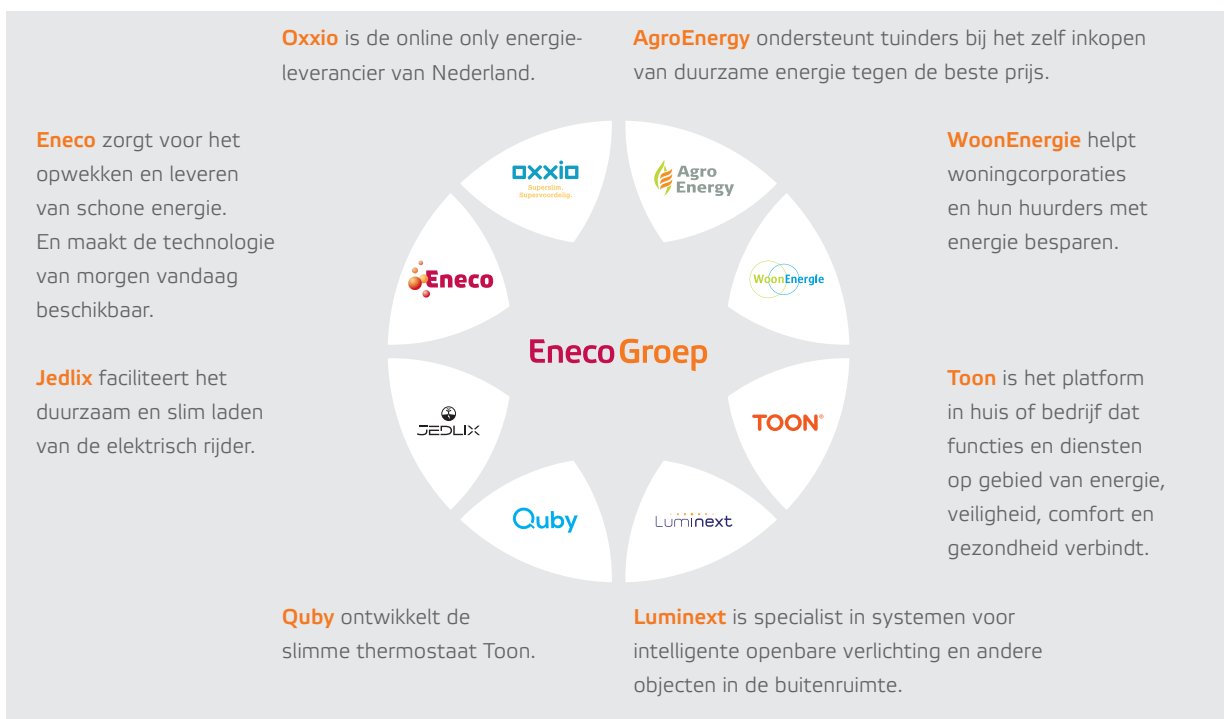 Oxxio is de online only energie-
leverancier van Nederland.
AgroEnergy ondersteunt tuinders bij het zelf inkopen
van duurzame energie tegen de beste prijs.
Eneco zorgt voor het
opwekken en leveren
van schone energie.
En maakt de technologie
van morgen vandaag
beschikbaar.
WoonEnergie helpt
woningcorporaties
en hun huurders met
energie besparen.
oxxio
Superslim.
Supervoordelig.
Agro
Energy
Eneco
WoonEnergie
Eneco Groep
Jedlix faciliteert het
duurzaam en slim laden
van de elektrisch rijder.
JEDLIX
TOON®
Toon is het platform
in huis of bedrijf dat
functies en diensten
op gebied van energie,
veiligheid, comfort en
gezondheid verbindt.
Quby
Luminext
Quby ontwikkelt de
slimme thermostaat Toon.
Luminext is specialist in systemen voor
intelligente openbare verlichting en andere
objecten in de buitenruimte.